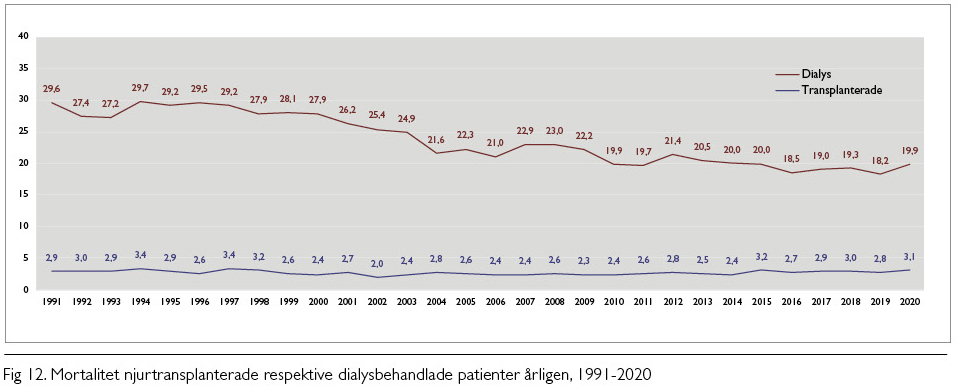 40
35
30
25
20
15
10
5
0
Dialys
Transplanterade
29,6 27,4 27,2 29,7 29,2 29,5 29,2 27,9 28,1 27,9 26,2 25,4 24,9 21,6 22,3 21,0 22,9 23,0 22,2 19,9 19,7 21,4 20,5 20,0 20,0 18,5 19,0 19,3 18,2 19,9
2,9 3,0 2,9 3,4 2,9 2,6 3,4 3,2 2,6 2,4 2,7 2,0 2,4 2,8 2,6 2,4 2,4 2,6 2,3 2,4 2,6 2,8 2,5 2,4 3,2 2,7 2,9 3,0 2,8 3,1
1991 1992 1993 1994 1995 1996 1997 1998 1999 2000 2001 2002 2003 2004 2005 2006 2007 2008 2009 2010 2011 2012 2013 2014 2015 2016 2017 2018 2019 2020
Fig 12. Mortalitet njurtransplanterade respektive dialysbehandlade patienter årligen, 1991-2020